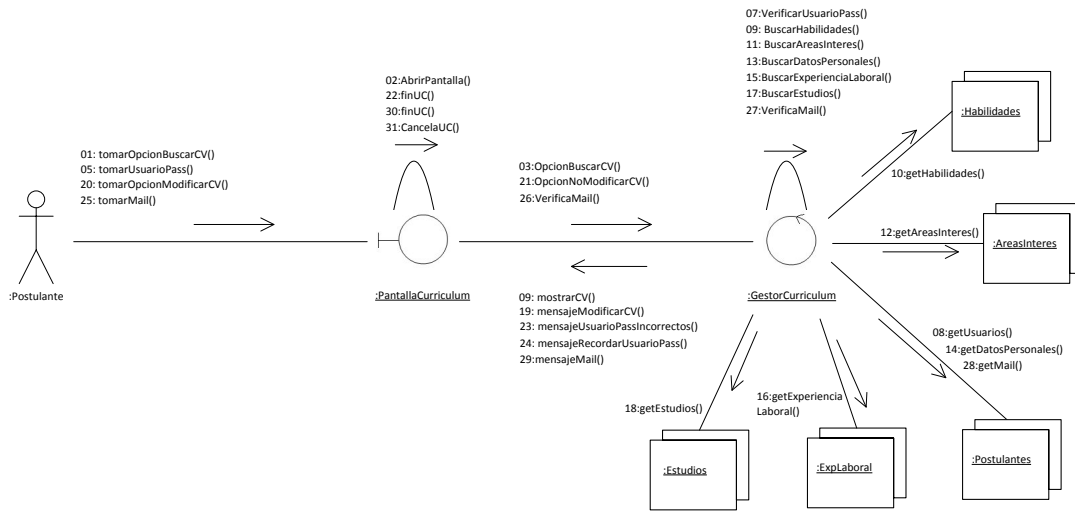 07:VerificarUsuarioPass()
09: BuscarHabilidades()
11: BuscarAreasInteres()
13:BuscarDatosPersonales()
15:BuscarExperienciaLaboral()
17:BuscarEstudios()
27:VerificaMail()
02:AbrirPantalla()
22:finUC()
30:finUC()
31:CancelaUC()
01: tomarOpcionBuscarCV()
05: tomarUsuarioPass()
20: tomarOpcionModificarCV()
25: tomarMail()
03:OpcionBuscarCV()
21:OpcionNoModificarCV()
26:VerificaMail()
:Habilidades
10:getHabilidades()
12:getAreasInteres()
:AreasInteres
:Postulante
:PantallaCurriculum
:GestorCurriculum
09: mostrarCV()
19: mensajeModificarCV()
23: mensajeUsuarioPassIncorrectos()
24: mensajeRecordarUsuarioPass()
29:mensajeMail()
08:getUsuarios()
14:getDatosPersonales()
28:getMail()
18:getEstudios()
16:getExperiencia
Laboral()
:Estudios
:ExpLaboral
:Postulantes